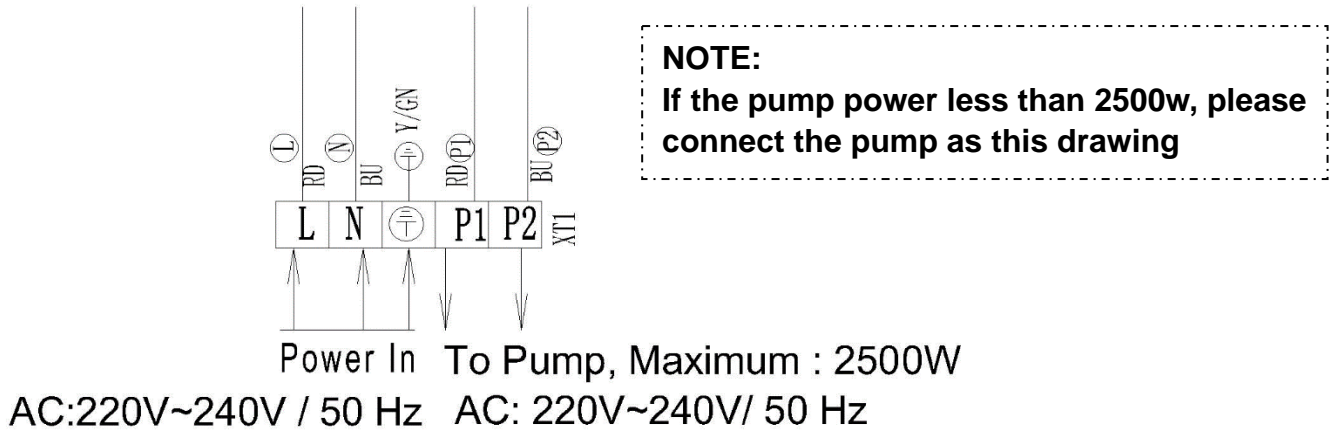 NOTE:
If the pump power less than 2500w, please
connect the pump as this drawing
L N Y/GN P1 P2
RD BU RD BU
L N P1 P2 XT1
Power In To Pump, Maximum : 2500W
AC:220V~240V / 50 Hz AC: 220V~240V/ 50 Hz